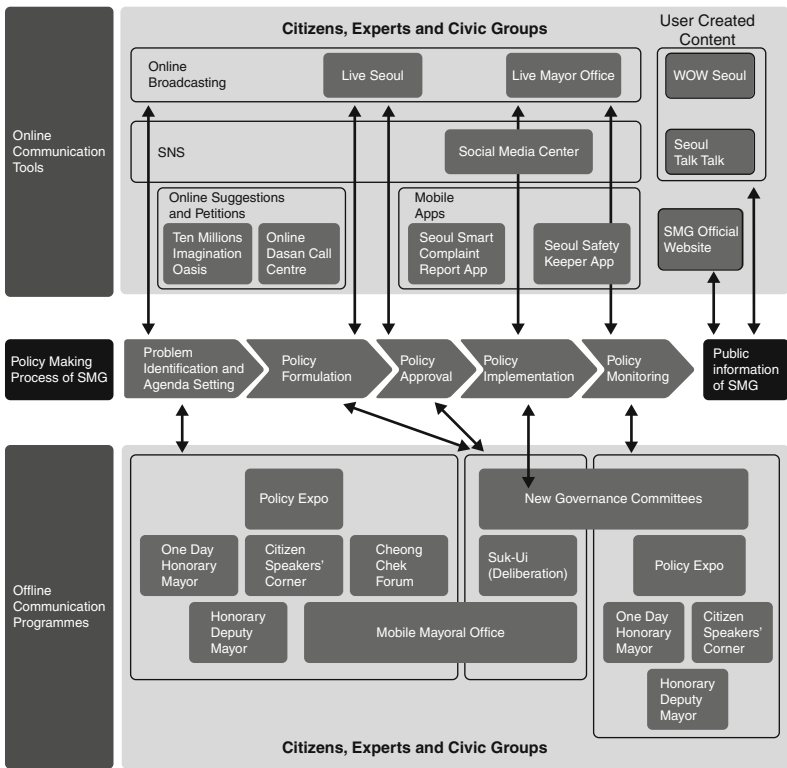 Citizens, Experts and Civic Groups
User Created
Content
Online
Broadcasting
Live Seoul
Live Mayor Office
WOW Seoul
Online
Communication
Tools
SNS
Social Media Center
Seoul
Talk Talk
Online Suggestions
and Petitions
Ten Millions
Imagination
Oasis
Online
Dasan Call
Centre
Mobile
Apps
Seoul Smart
Complaint
Report App
Seoul Safety
Keeper App
SMG Official
Website
Policy Making
Process of SMG
Problem
Identification and
Agenda Setting
Policy
Formulation
Policy
Approval
Policy
Implementation
Policy
Monitoring
Public
information
of SMG
Offline
Communication
Programmes
Policy Expo
One Day
Honorary
Mayor
Citizen
Speakers'
Corner
Cheong
Chek
Forum
Honorary
Deputy
Mayor
Mobile Mayoral Office
New Governance Committees
Suk-Ui
(Deliberation)
Policy Expo
One Day
Honorary
Mayor
Citizen
Speakers'
Corner
Honorary
Deputy
Mayor
Citizens, Experts and Civic Groups